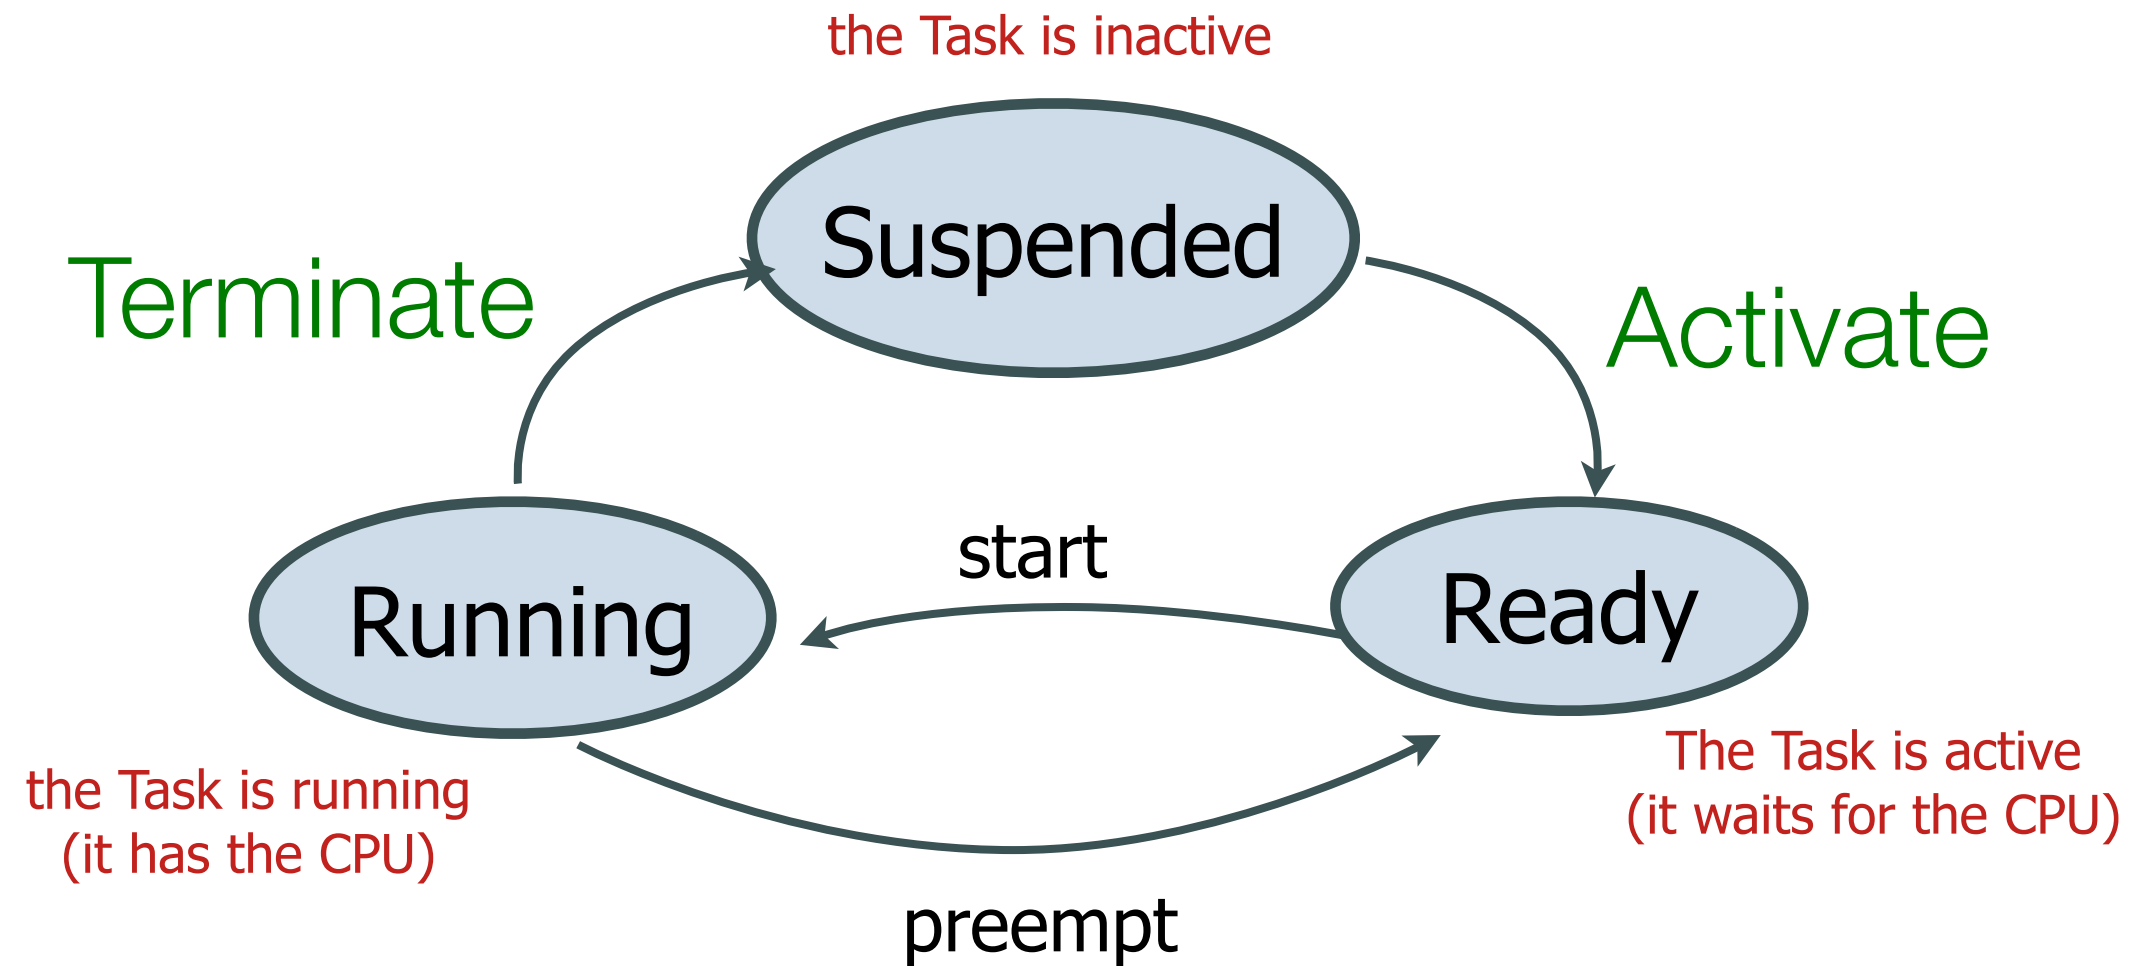 the Task is inactive
Suspended
Terminate
Activate
start
Running
Ready
the Task is running
(it has the CPU)
The Task is active
(it waits for the CPU)
preempt